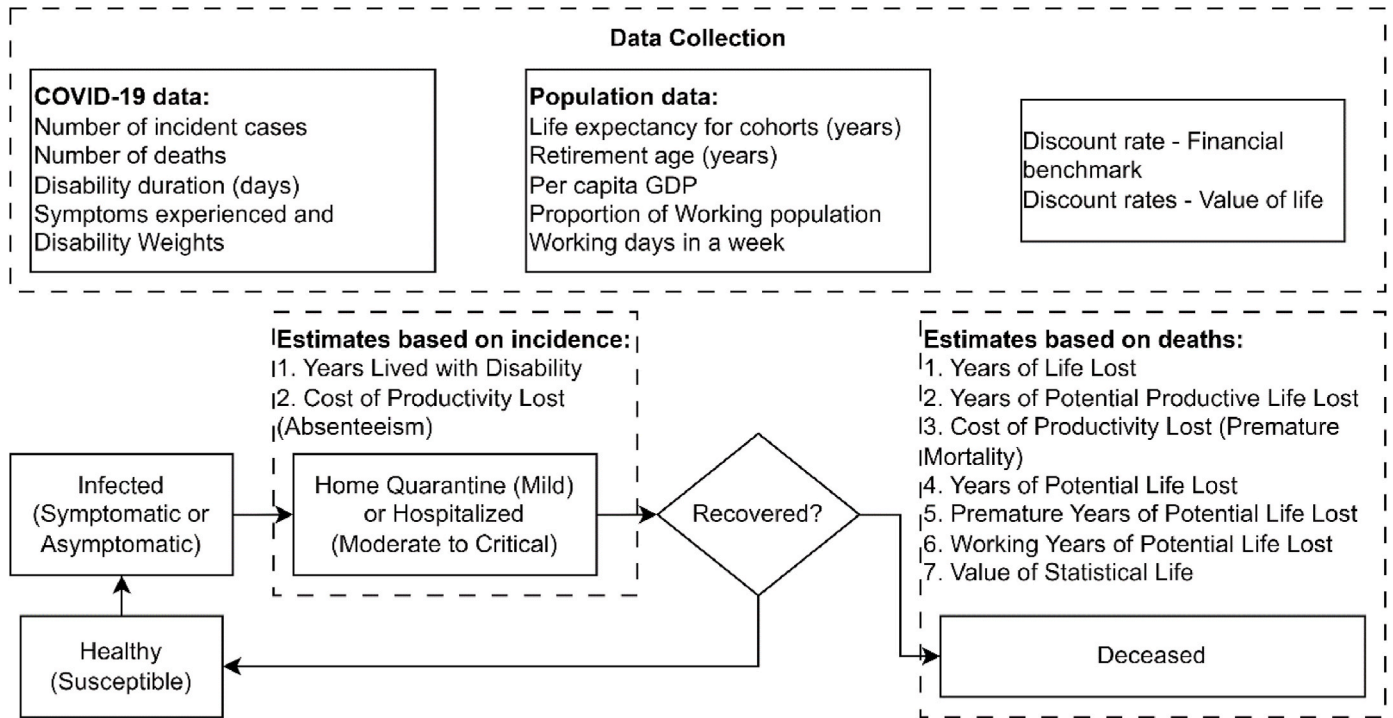 Data Collection
COVID-19 data:
Number of incident cases
Number of deaths
Disability duration (days)
Symptoms experienced and
Disability Weights
Population data:
Life expectancy for cohorts (years)
Retirement age (years)
Per capita GDP
Proportion of Working population
Working days in a week
Discount rate - Financial
benchmark
Discount rates - Value of life
Estimates based on incidence:
1. Years Lived with Disability
2. Cost of Productivity Lost
(Absenteeism)
Estimates based on deaths:
1. Years of Life Lost
2. Years of Potential Productive Life Lost
3. Cost of Productivity Lost (Premature
Mortality)
4. Years of Potential Life Lost
5. Premature Years of Potential Life Lost
6. Working Years of Potential Life Lost
7. Value of Statistical Life
Infected
(Symptomatic or
Asymptomatic)
Home Quarantine (Mild)
or Hospitalized
(Moderate to Critical)
Recovered?
Healthy
(Susceptible)
Deceased